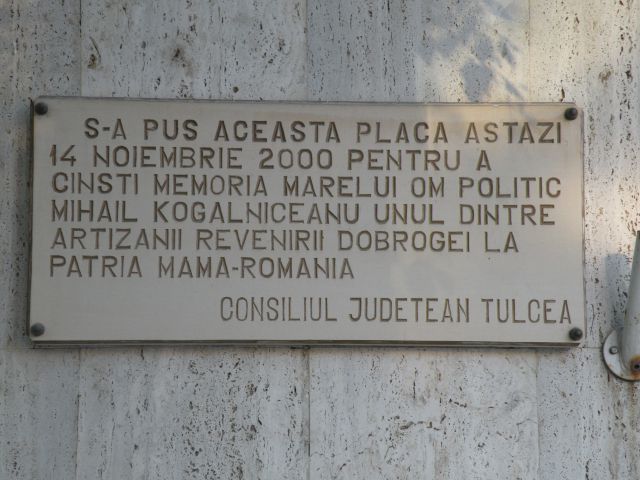 S-A PUS ACEASTA PLACA ASTAZI
14 NOIEMBRIE 2000 PENTRU A
CINSTI MEMORIA MARELUI OM POLITIC
MIHAIL KOGALNICEANU UNUL DINTRE
ARTIZANII REVENIRII DOBROGEI LA
PATRIA MAMA-ROMANIA
CONSILIUL JUDETEAN TULCEA